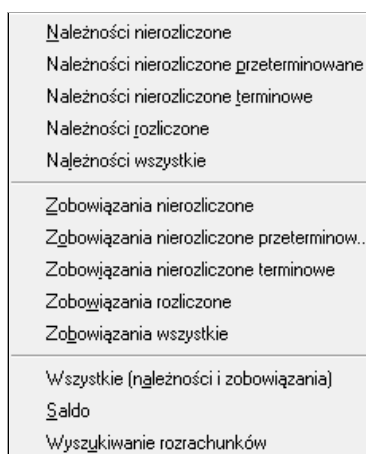 Należności nierozliczone
Należności nierozliczone przeterminowane
Należności nierozliczone terminowe
Należności rozliczone
Należności wszystkie
Zobowiązania nierozliczone
Zobowiązania nierozliczone przeterminow..
Zobowiązania nierozliczone terminowe
Zobowiązania rozliczone
Zobowiązania wszystkie
Wszystkie (należności i zobowiązania)
Saldo
Wyszukiwanie rozrachunków